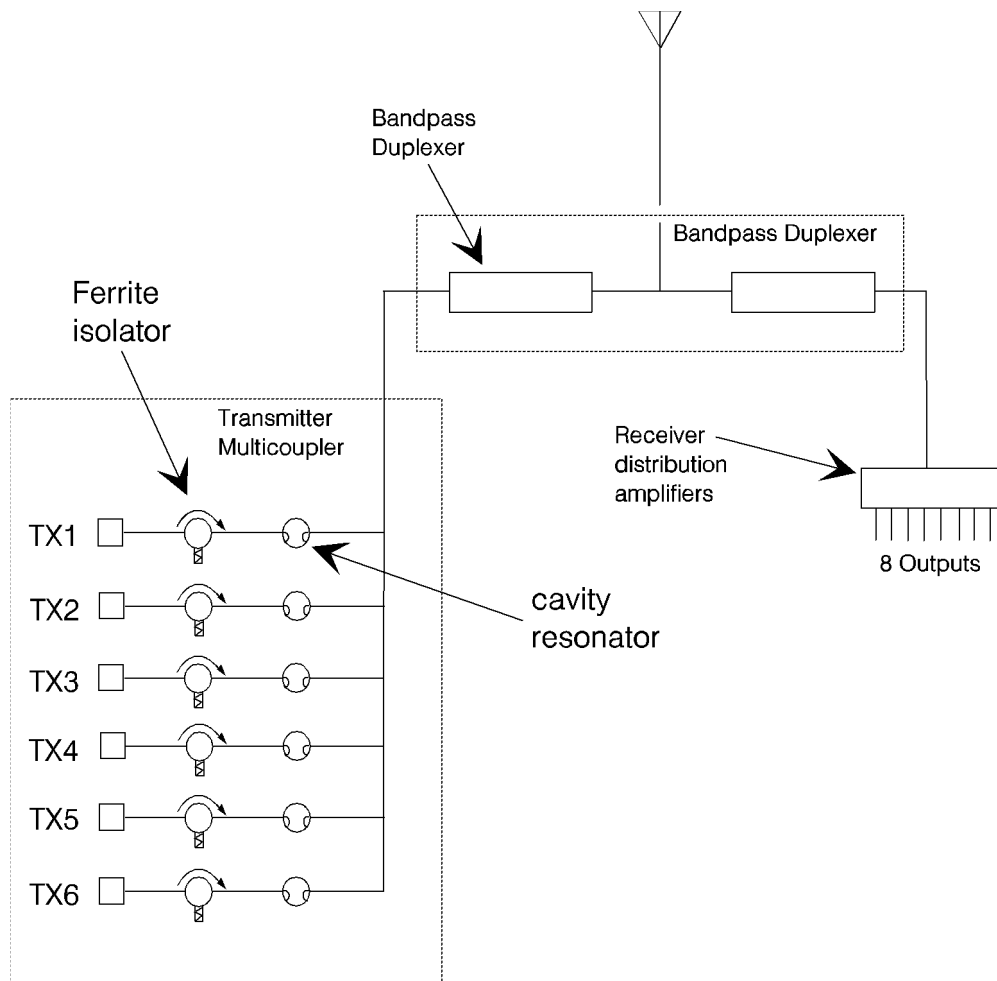 Bandpass
Duplexer
Bandpass Duplexer
Ferrite
isolator
Transmitter
Multicoupler
Receiver
distribution
amplifiers
8 Outputs
TX1
TX2
cavity
resonator
TX3
TX4
TX5
TX6